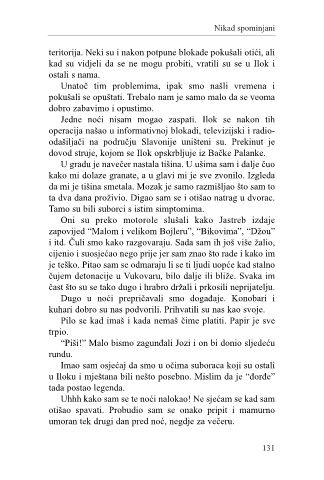 Nikad spominjani
teritorija. Neki su i nakon potpune blokade pokušali otići, ali
kad su vidjeli da se ne mogu probiti, vratili su se u Ilok i
ostali s nama.
Unatoč tim problemima, ipak smo našli vremena i
pokušali se opuštati. Trebalo nam je samo malo da se veoma
dobro zabavimo i opustimo.
Jedne noći nisam mogao zaspati. Ilok se nakon tih
operacija našao u informativnoj blokadi, televizijski i radio-
odašiljači na području Slavonije uništeni su. Prekinut je
dovod struje, kojom se Ilok opskrbljuje iz Bačke Palanke.
U gradu je navečer nastala tišina. U ušima sam i dalje čuo
kako mi dolaze granate, a u glavi mi je sve zvonilo. Izgleda
da mi je tišina smetala. Mozak je samo razmišljao što sam to
ta dva dana proživio. Digao sam se i otišao natrag u dvorac.
Tamo su bili suborci s istim simptomima.
Oni su preko motorole slušali kako Jastreb izdaje
zapovijed “Malom i velikom Bojleru”, “Bikovima”, “Džou”
i itd. Čuli smo kako razgovaraju. Sada sam ih još više žalio,
cijenio i suosjećao nego prije jer sam znao što rade i kako im
je teško. Pitao sam se odmaraju li se ti ljudi uopće kad stalno
čujem detonacije u Vukovaru, bilo dalje ili bliže. Svaka im
čast što su se tako dugo i hrabro držali i prkosili neprijatelju.
Dugo u noći prepričavali smo događaje. Konobari i
kuhari dobro su nas podvorili. Prihvatili su nas kao svoje.
Pilo se kad imaš i kada nemaš čime platiti. Papir je sve
trpio.
“Piši!” Malo bismo zagunđali Jozi i on bi donio sljedeću
rundu.
Imao sam osjećaj da smo u očima suboraca koji su ostali
u Iloku i mještana bili nešto posebno. Mislim da je “đorđe”
tada postao legenda.
Uhhh kako sam se te noći nalokao! Ne sjećam se kad sam
otišao spavati. Probudio sam se onako pripit i mamurno
umoran tek drugi dan pred noć, negdje za večeru.
131